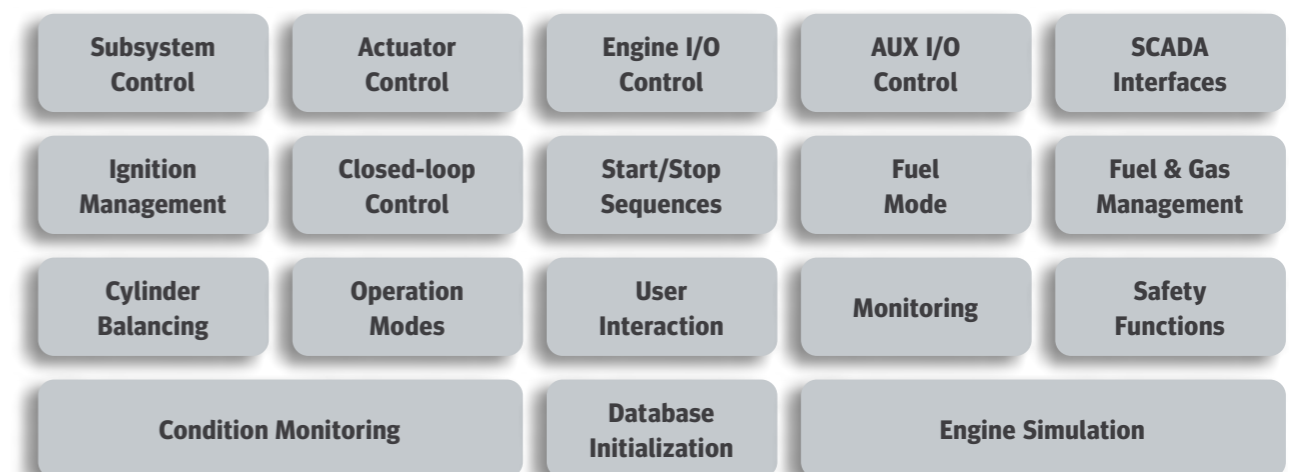 Subsystem
Control
Actuator
Control
Engine I/O
Control
AUX I/O
Control
SCADA
Interfaces
Ignition
Management
Closed-loop
Control
Start/Stop
Sequences
Fuel
Mode
Fuel & Gas
Management
Cylinder
Balancing
Operation
Modes
User
Interaction
Monitoring
Safety
Functions
Condition Monitoring
Database
Initialization
Engine Simulation